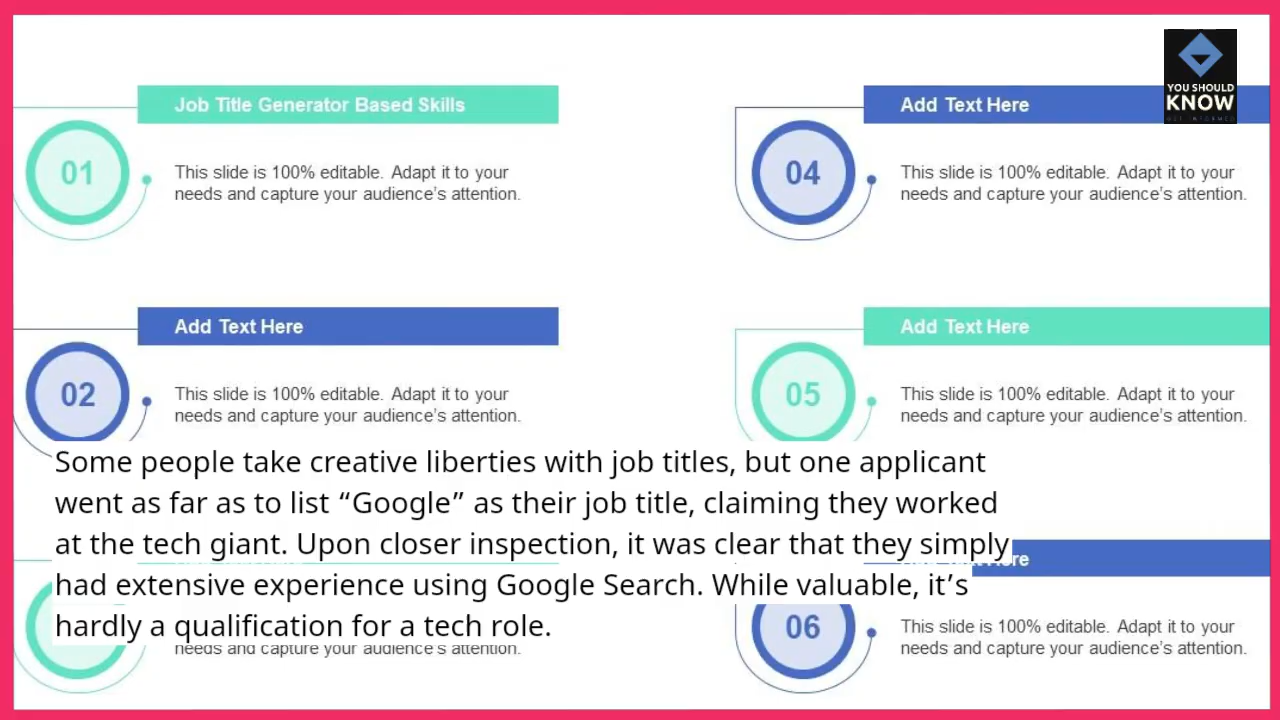 Job Title Generator Based Skills
01
This slide is 100% editable. Adapt it to your
needs and capture your audience's attention.
Add Text Here
04
This slide is 100% editable. Adapt it to your
needs and capture your audience's attention.
YOU SHOULD
KNOW
GET INFORMED
Add Text Here
02
This slide is 100% editable. Adapt it to your
needs and capture your audience's attention.
Add Text Here
05
This slide is 100% editable. Adapt it to your
needs and capture your audience's attention.
Some people take creative liberties with job titles, but one applicant
went as far as to list “Google” as their job title, claiming they worked
at the tech giant. Upon closer inspection, it was clear that they simply
had extensive experience using Google Search. While valuable, it’s
hardly a qualification for a tech role.
needs and capture your audience's attention.
06
This slide is 100% editable. Adapt it to your
needs and capture your audience's attention.